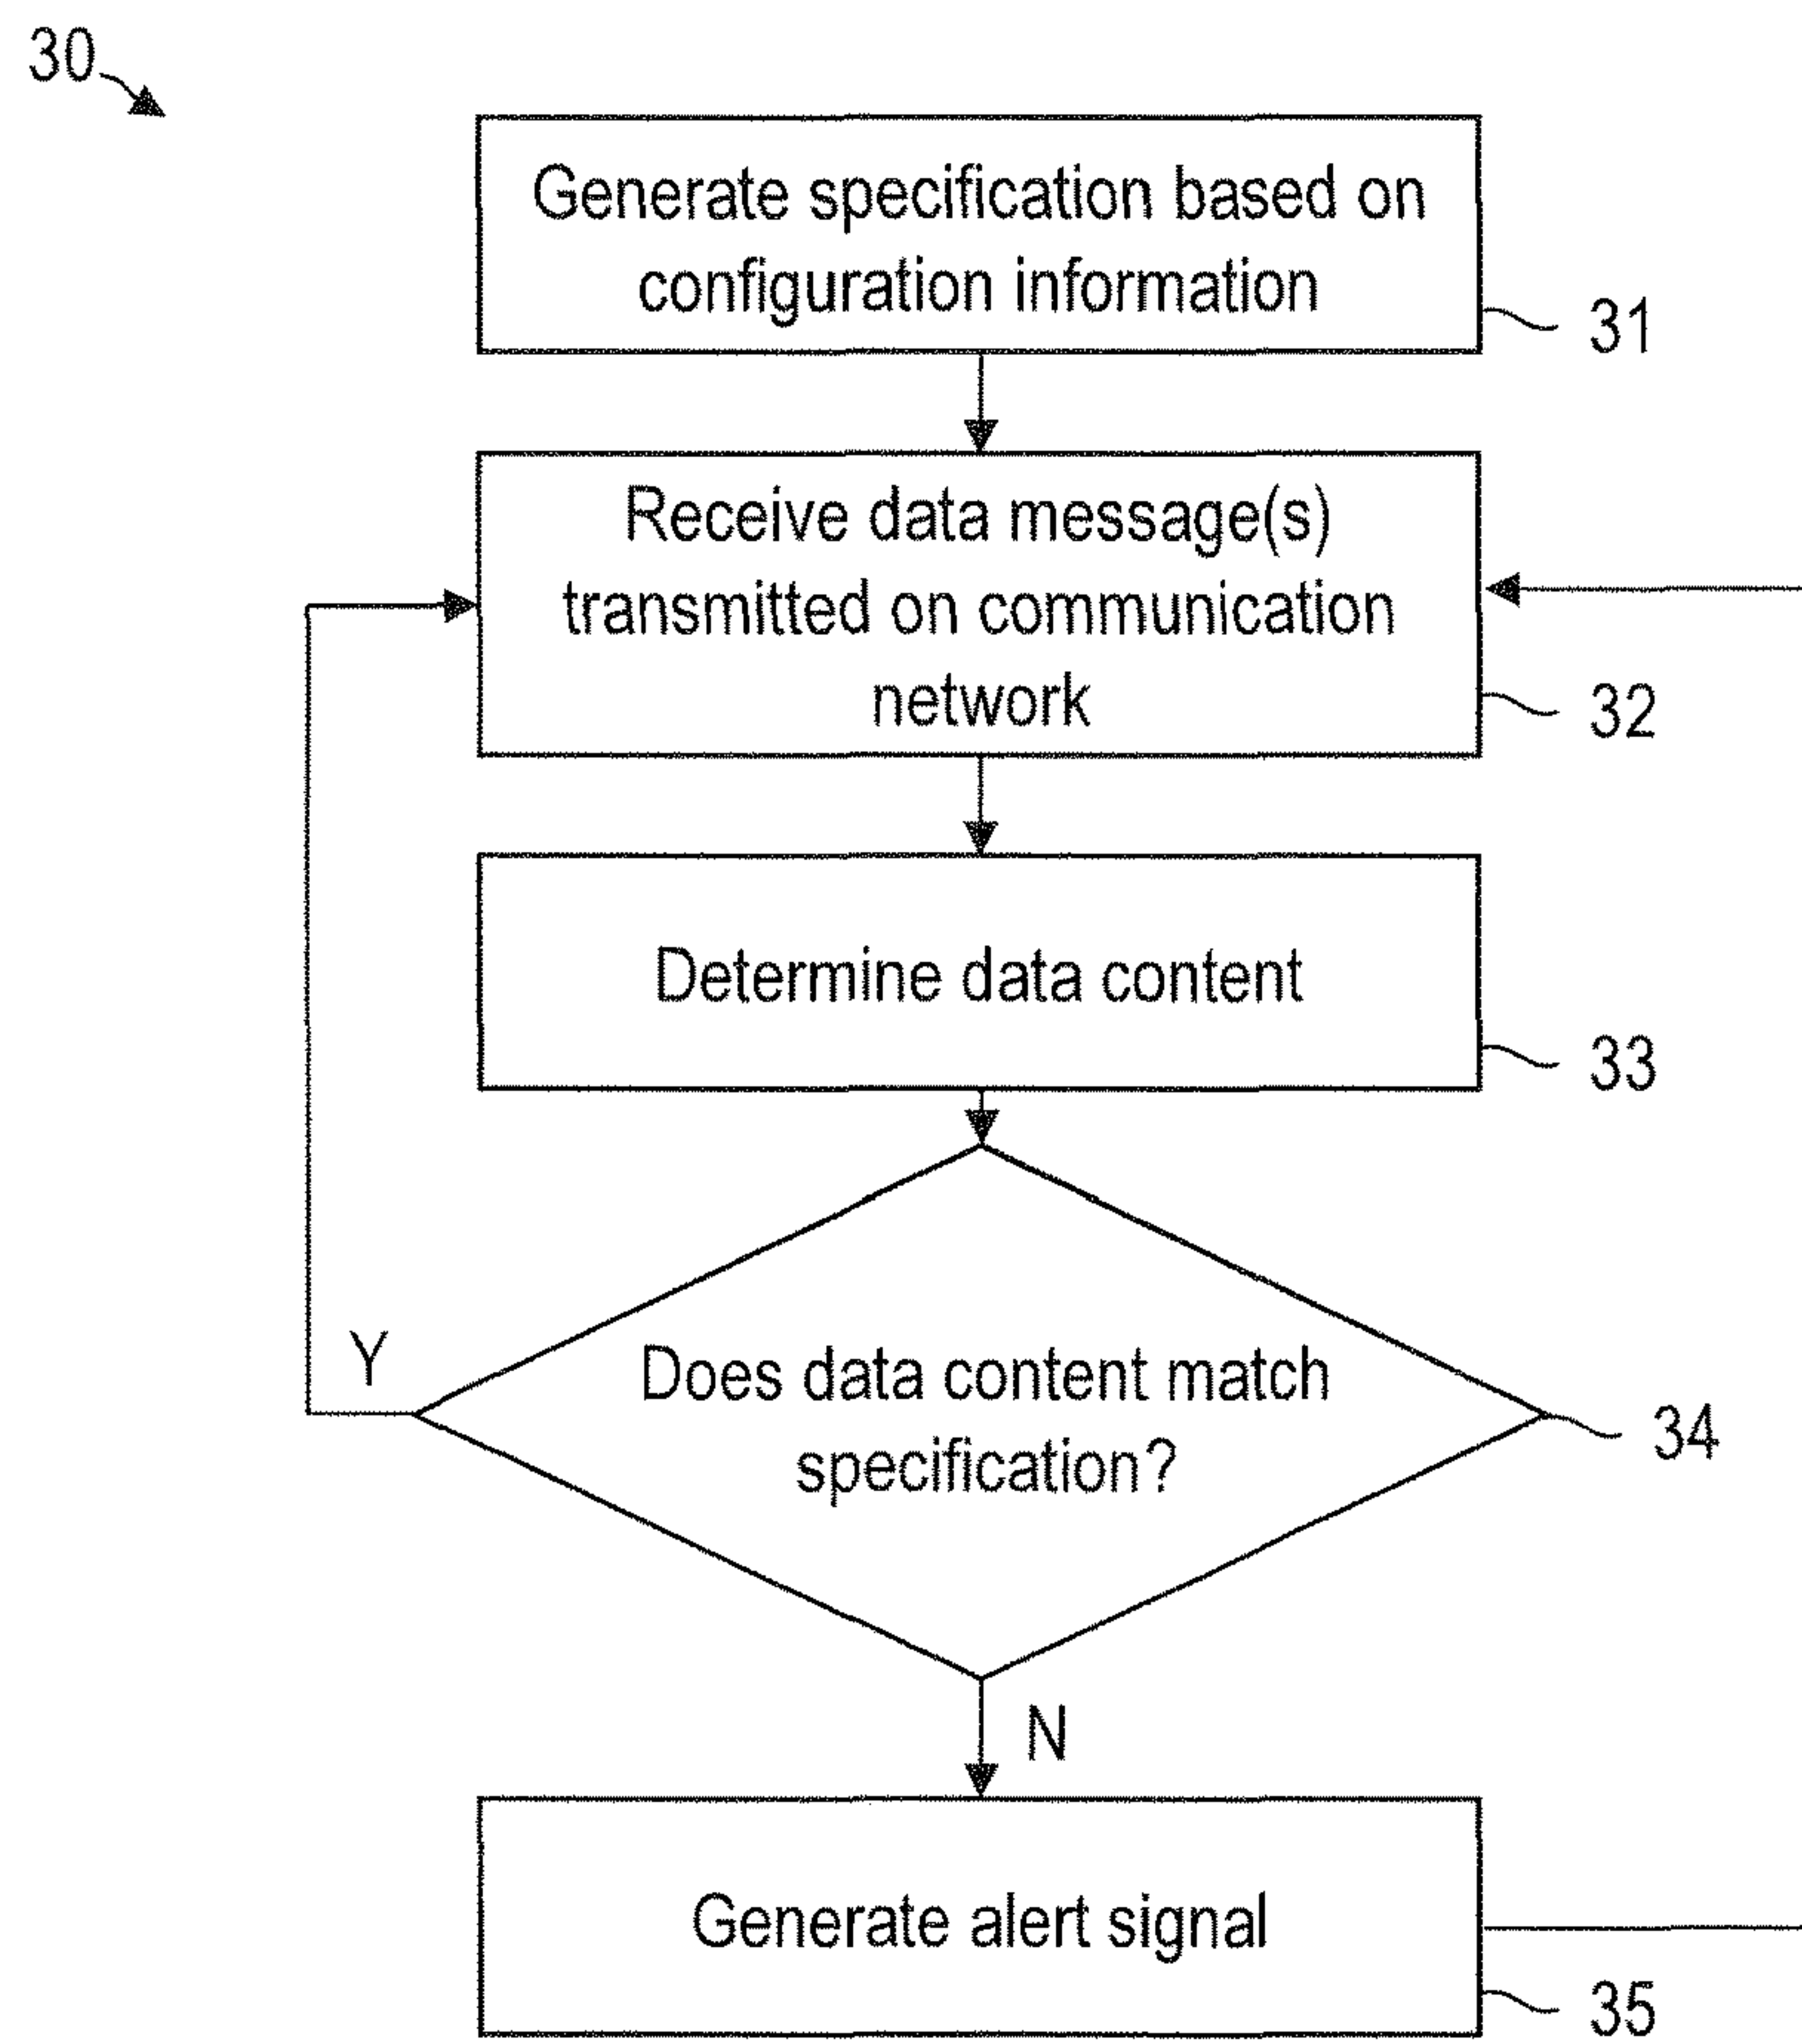 30
Generate specification based on
configuration information
31
Receive data message(s)
transmitted on communication
network
32
Determine data content
33
Y
Does data content match
specification?
34
N
Generate alert signal
35